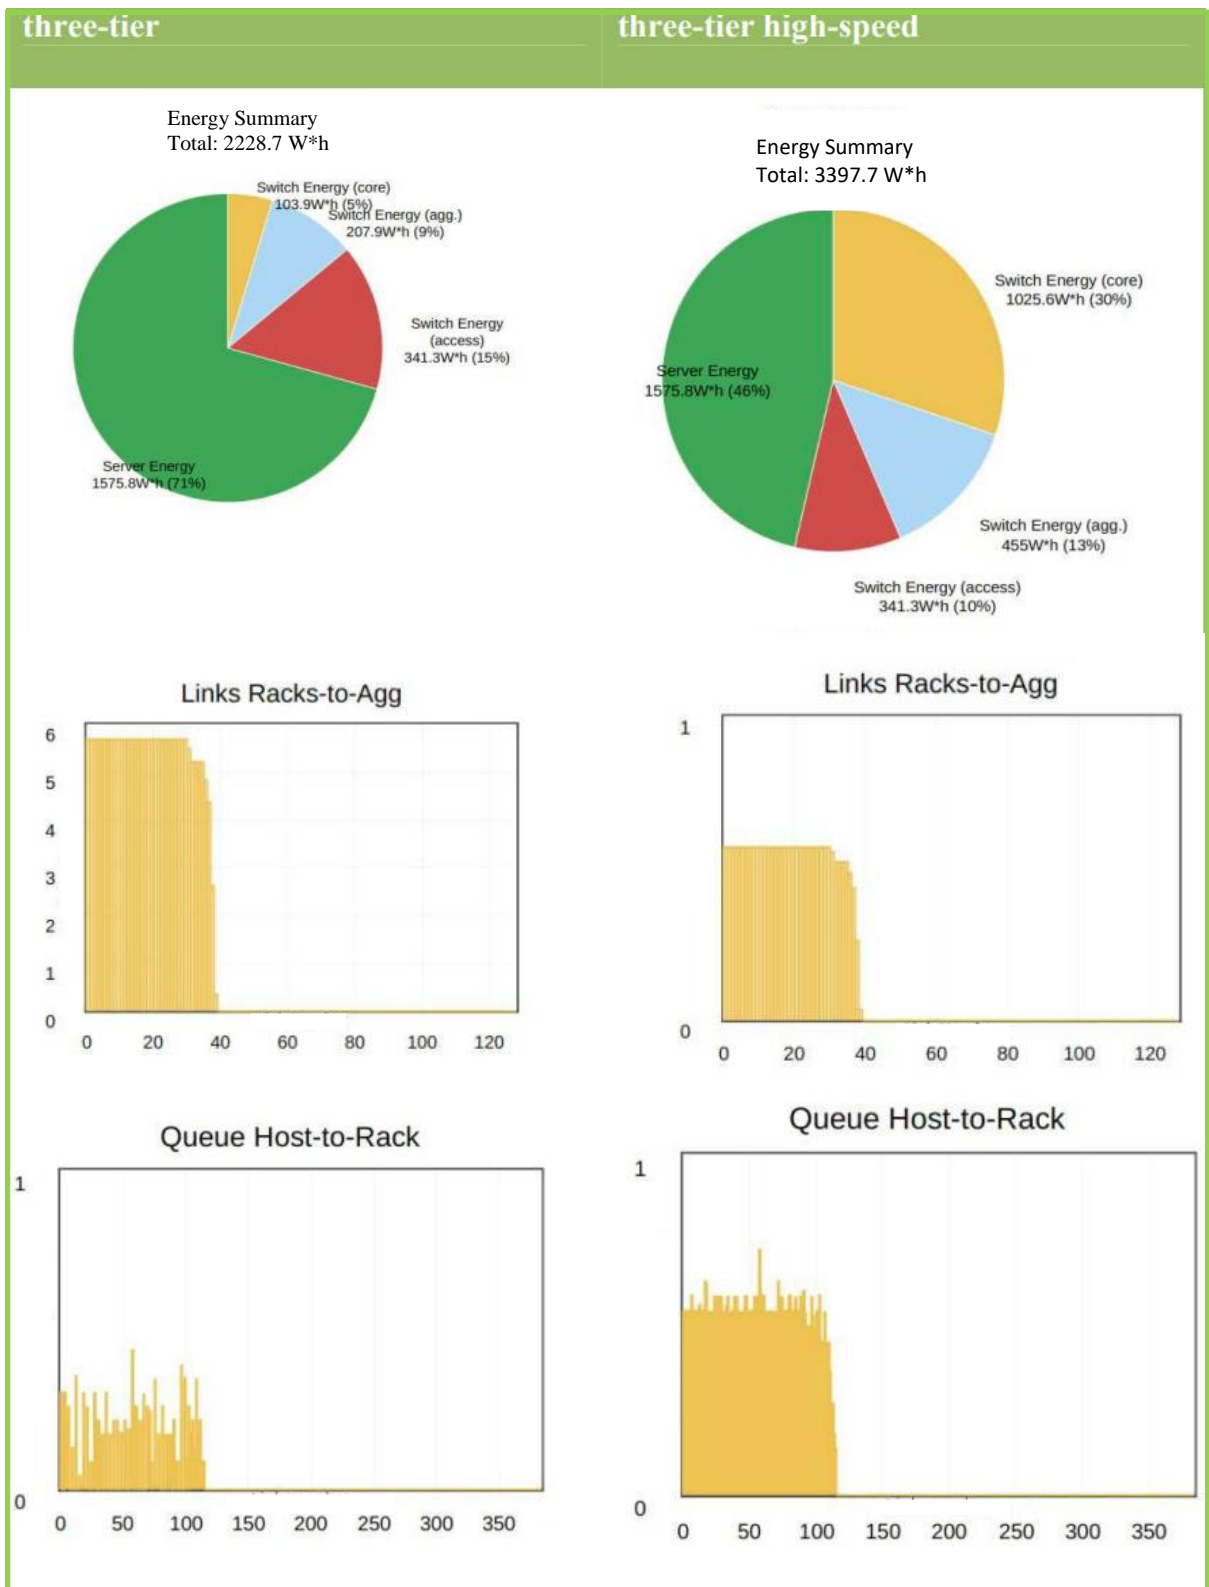 three-tier
three-tier high-speed
Energy Summary
Total: 2228.7 W*h
Switch Energy (core)
103.9W*h (5%)
Switch Energy (agg.)
207.9W*h (9%)
Switch Energy
(access)
341.3W*h (15%)
Server Energy
1575.8W*h (71%)
Energy Summary
Total: 3397.7 W*h
Switch Energy (core)
1025.6W*h (30%)
Server Energy
1575.8W*h (46%)
Switch Energy (agg.)
455W*h (13%)
Switch Energy (access)
341.3W*h (10%)
Links Racks-to-Agg
6
5
4
3
2
1
0
0 20 40 60 80 100 120
Links Racks-to-Agg
1
0
0 20 40 60 80 100 120
Queue Host-to-Rack
1
0
0 50 100 150 200 250 300 350
Queue Host-to-Rack
1
0
0 50 100 150 200 250 300 350